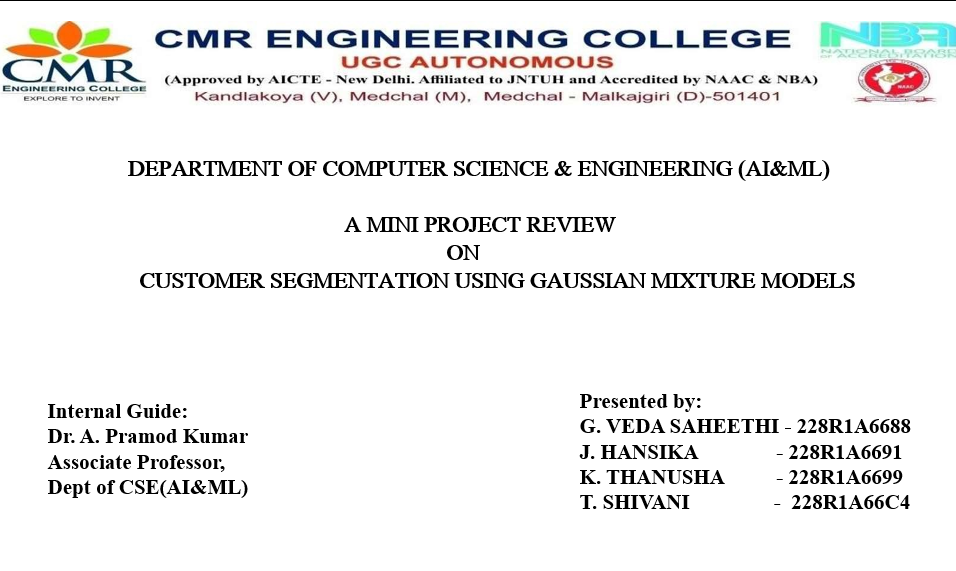 CMR
ENGINEERING COLLEGE
EXPLORE TO INVENT
CMR ENGINEERING COLLEGE
UGC AUTONOMOUS
(Approved by AICTE - New Delhi. Affiliated to JNTUH and Accredited by NAAC & NBA)
Kandlakoya (V), Medchal (M), Medchal - Malkajgiri (D)-501401
NBA
NATIONAL BOARD
OF ACCREDITATION
NAAC
DEPARTMENT OF COMPUTER SCIENCE & ENGINEERING (AI&ML)
A MINI PROJECT REVIEW
ON
CUSTOMER SEGMENTATION USING GAUSSIAN MIXTURE MODELS
Internal Guide:
Dr. A. Pramod Kumar
Associate Professor,
Dept of CSE(AI&ML)
Presented by:
G. VEDA SAHEETHI - 228R1A6688
J. HANSIKA - 228R1A6691
K. THANUSHA - 228R1A6699
T. SHIVANI - 228R1A66C4